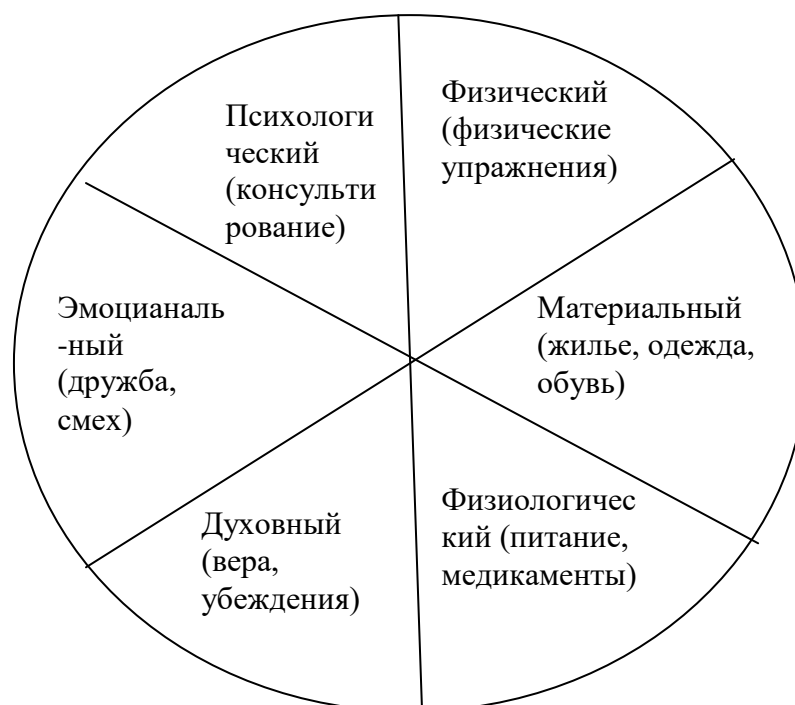 Психологи
ческий
(консульти
рование)
Физический
(физические
упражнения)
Эмоцианаль
-ный
(дружба,
смех)
Материальный
(жилье, одежда,
обувь)
Духовный
(вера,
убеждения)
Физиологичес
кий (питание,
медикаменты)